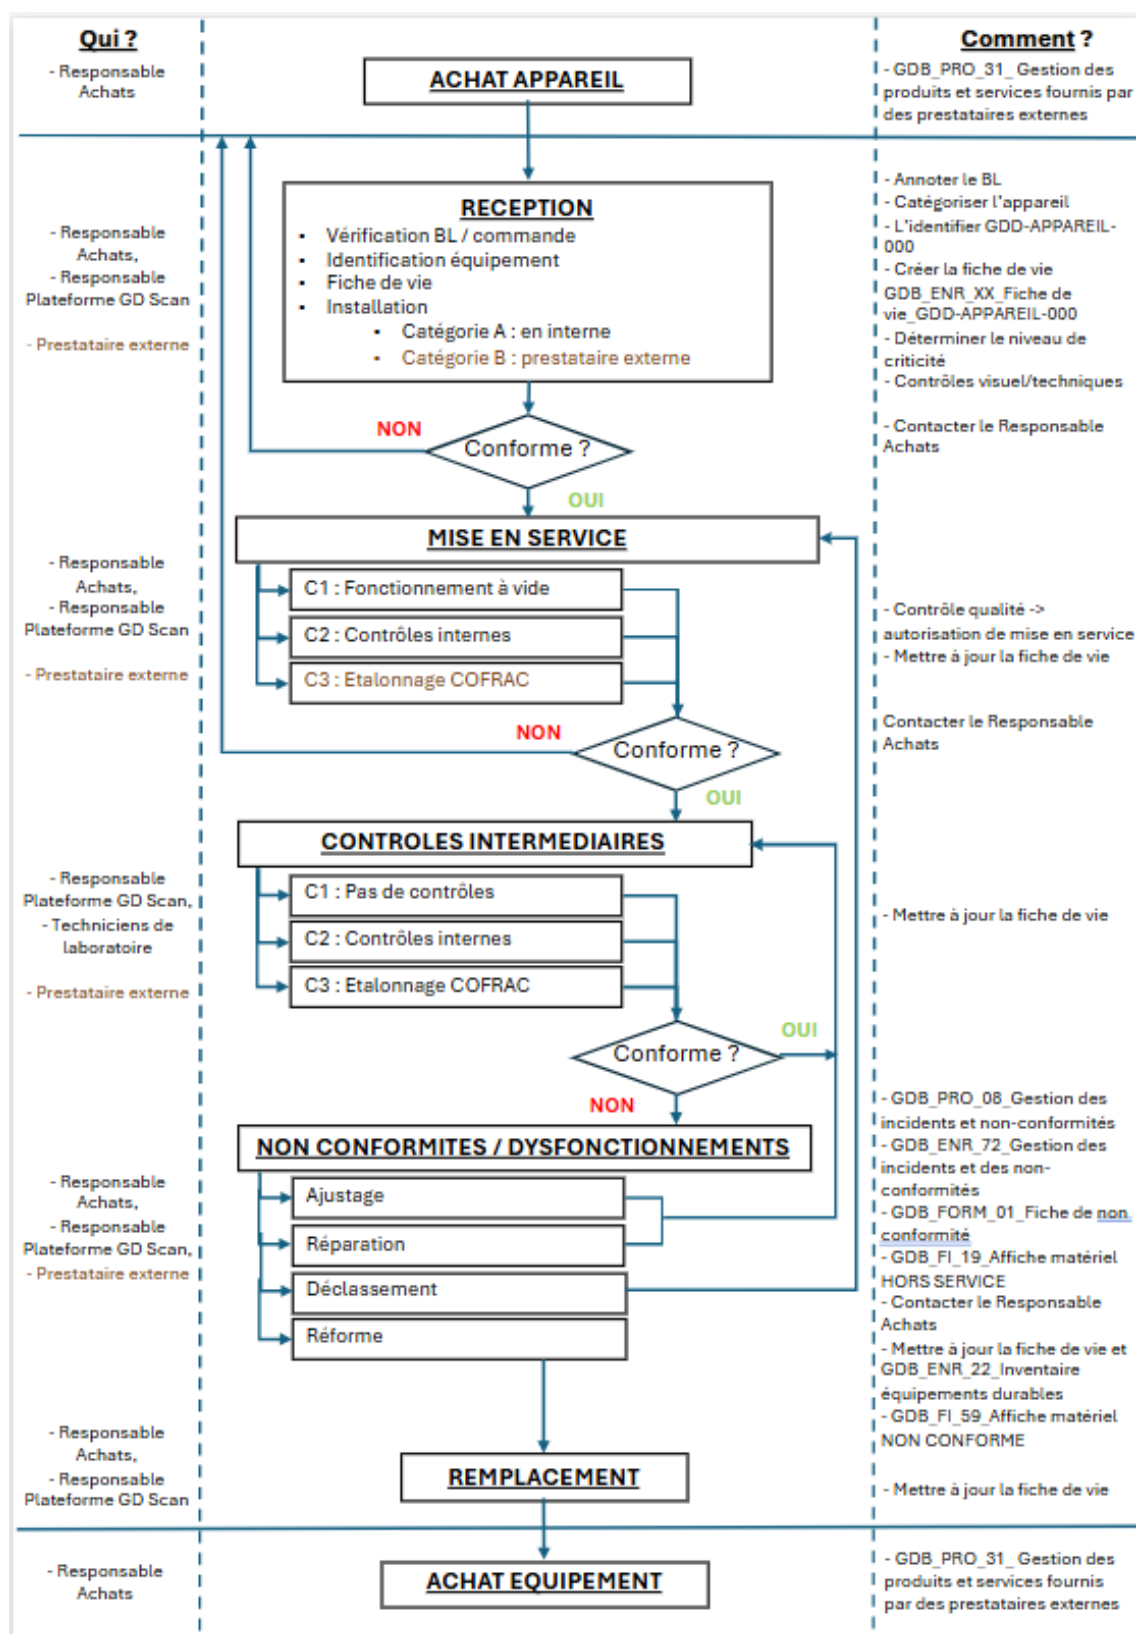 Qui ?
- Responsable
Achats
ACHAT APPAREIL
Comment ?
- GDB_PRO_31_ Gestion des
produits et services fournis par
des prestataires externes
- Responsable
Achats,
- Responsable
Plateforme GD Scan
- Prestataire externe
RECEPTION
▪ Vérification BL / commande
▪ Identification équipement
▪ Fiche de vie
▪ Installation
▪ Catégorie A : en interne
▪ Catégorie B : prestataire externe
- Annoter le BL
- Catégoriser l'appareil
- L'identifier GDD-APPAREIL-
000
- Créer la fiche de vie
GDB_ENR_XX_Fiche de
vie_GDD-APPAREIL-000
- Déterminer le niveau de
criticité
- Contrôles visuel/techniques
- Contacter le Responsable
Achats
NON
Conforme ?
OUI
- Responsable
Achats,
- Responsable
Plateforme GD Scan
- Prestataire externe
MISE EN SERVICE
C1 : Fonctionnement à vide
C2 : Contrôles internes
C3 : Etalonnage COFRAC
- Contrôle qualité ->
autorisation de mise en service
- Mettre à jour la fiche de vie
Contacter le Responsable
Achats
NON
Conforme ?
OUI
- Responsable
Plateforme GD Scan,
- Techniciens de
laboratoire
- Prestataire externe
CONTROLES INTERMEDIAIRES
C1 : Pas de contrôles
C2 : Contrôles internes
C3 : Etalonnage COFRAC
- Mettre à jour la fiche de vie
Conforme ?
OUI
NON
- Responsable
Achats,
- Responsable
Plateforme GD Scan,
- Prestataire externe
NON CONFORMITES / DYSFONCTIONNEMENTS
Ajustage
Réparation
Déclassement
Réforme
- GDB_PRO_08_Gestion des
incidents et non-conformités
- GDB_ENR_72_Gestion des
incidents et des non-
conformités
- GDB_FORM_01_Fiche de non
conformité
- GDB_FI_19_Affiche matériel
HORS SERVICE
- Contacter le Responsable
Achats
- Mettre à jour la fiche de vie et
GDB_ENR_22_Inventaire
équipements durables
- GDB_FI_59_Affiche matériel
NON CONFORME
- Responsable
Achats,
- Responsable
Plateforme GD Scan
REMPLACEMENT
- Mettre à jour la fiche de vie
- Responsable
Achats
ACHAT EQUIPEMENT
- GDB_PRO_31_ Gestion des
produits et services fournis
par des prestataires externes